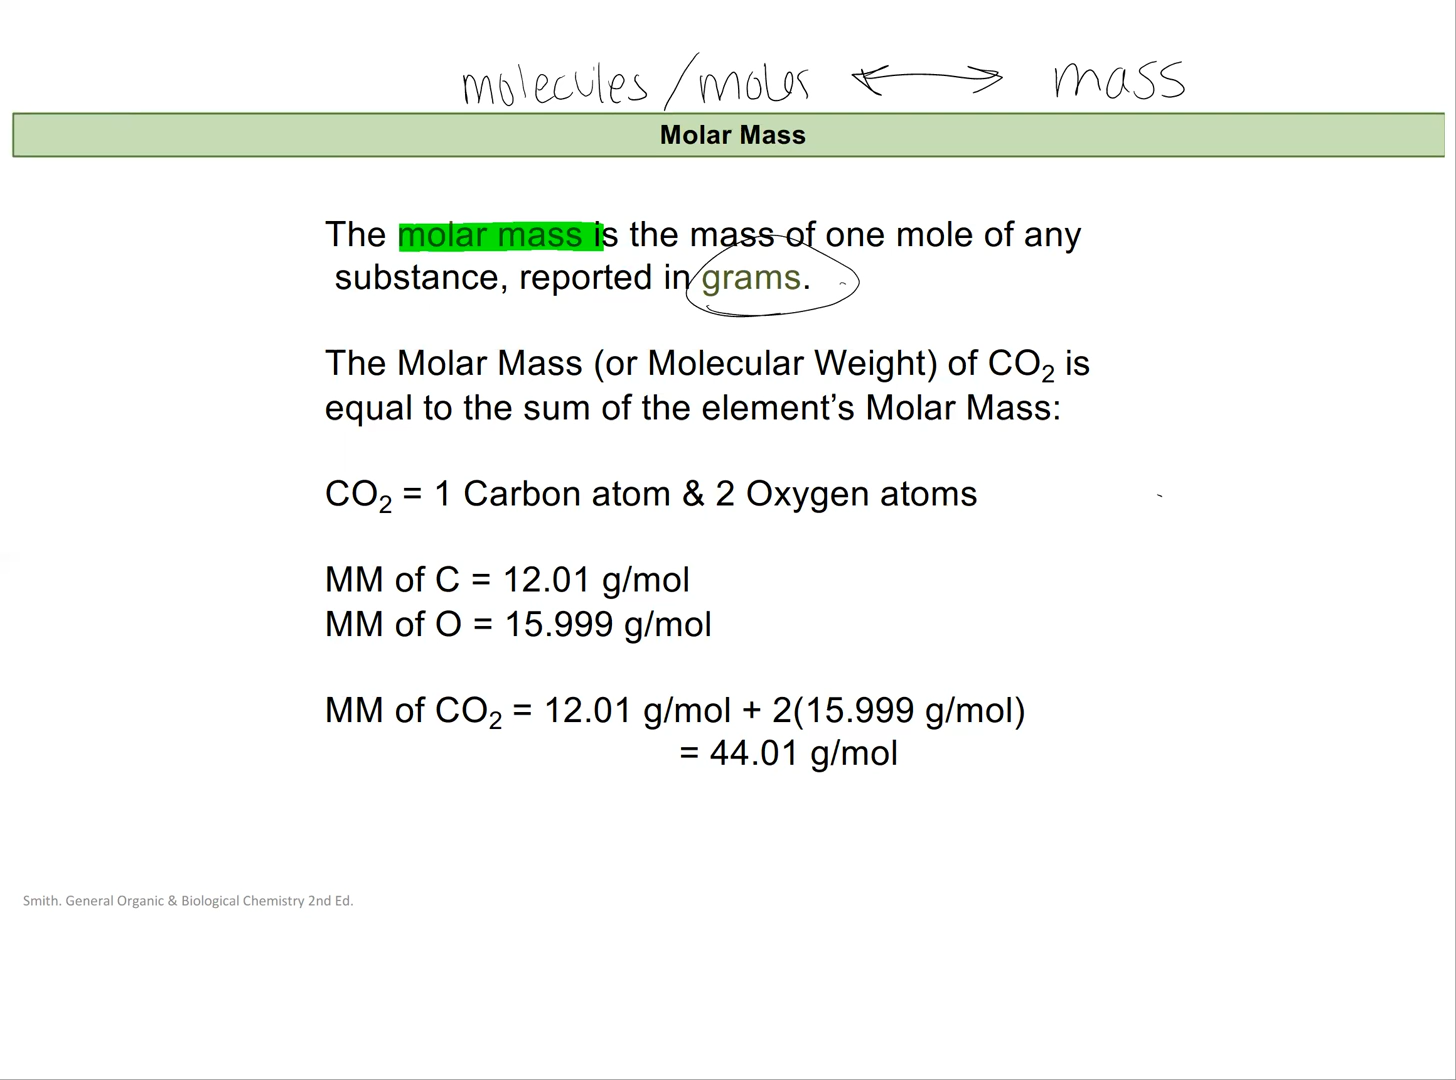 molecules/moles ⟷ mass
Molar Mass
The molar mass is the mass of one mole of any
substance, reported in grams.
The Molar Mass (or Molecular Weight) of CO₂ is
equal to the sum of the element’s Molar Mass:
CO₂ = 1 Carbon atom & 2 Oxygen atoms
MM of C = 12.01 g/mol
MM of O = 15.999 g/mol
MM of CO₂ = 12.01 g/mol + 2(15.999 g/mol)
= 44.01 g/mol
Smith. General Organic & Biological Chemistry 2nd Ed.